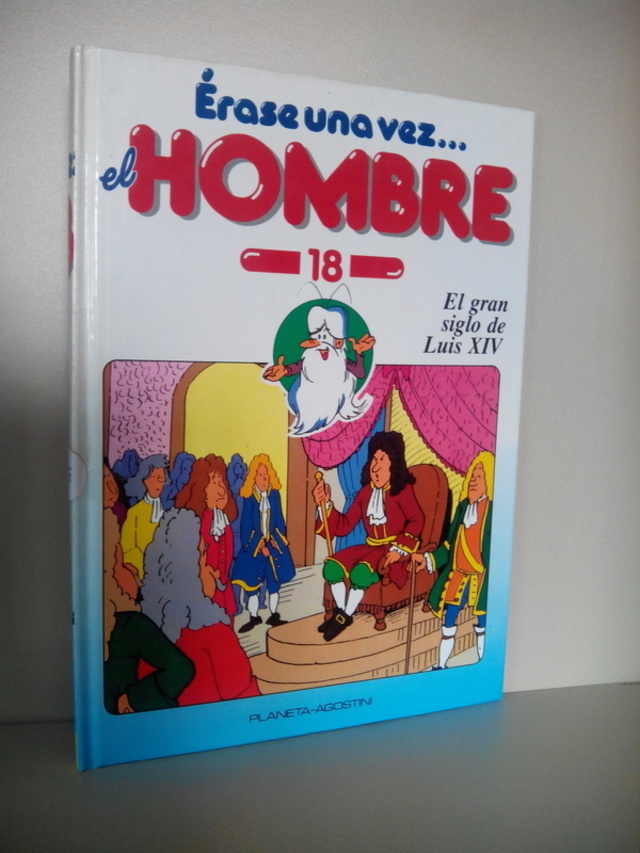 Érase una vez...
el HOMBRE
18
El gran
siglo de
Luis XIV
PLANETA-AGOSTINI